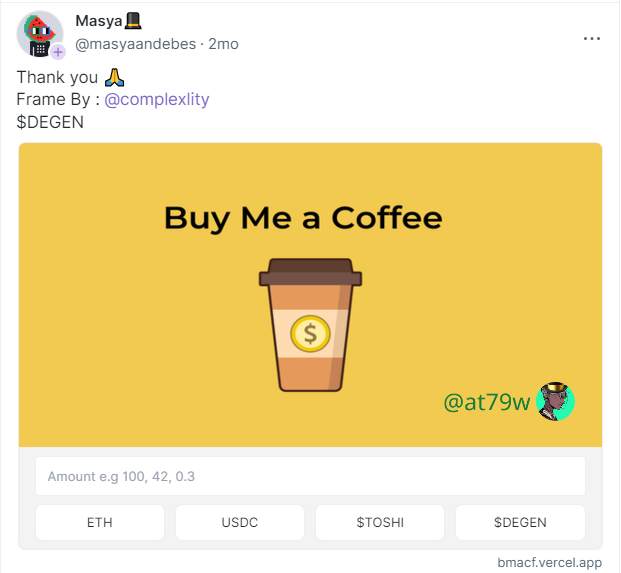 Masya🎩
@masyaandebes · 2mo
Thank you 🙏
Frame By : @complexlity
$DEGEN
Buy Me a Coffee
$
@at79w
Amount e.g 100, 42, 0.3
ETH
USDC
$TOSHI
$DEGEN
bmacf.vercel.app